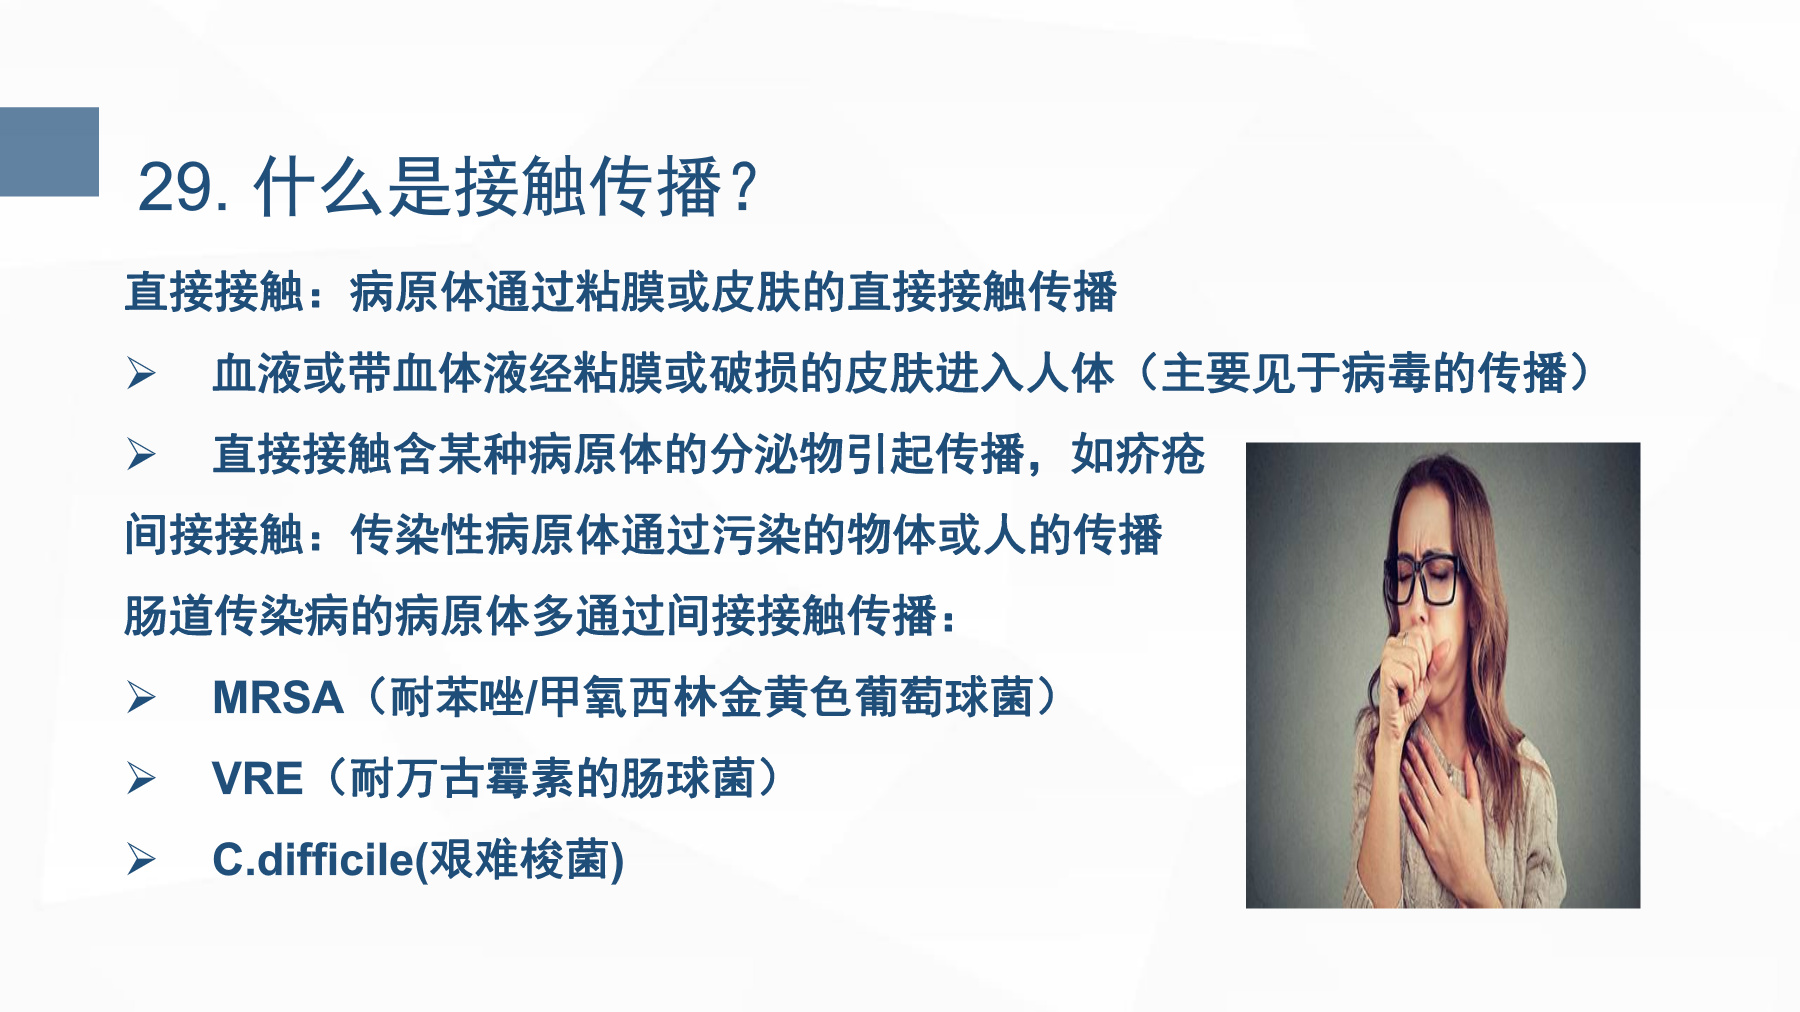 29. 什么是接触传播？
直接接触：病原体通过粘膜或皮肤的直接接触传播
➢ 血液或带血体液经粘膜或破损的皮肤进入人体（主要见于病毒的传播）
➢ 直接接触含某种病原体的分泌物引起传播，如疥疮
间接接触：传染性病原体通过污染的物体或人的传播
肠道传染病的病原体多通过间接接触传播：
➢ MRSA（耐苯唑/甲氧西林金黄色葡萄球菌）
➢ VRE（耐万古霉素的肠球菌）
➢ C.difficile(艰难梭菌)